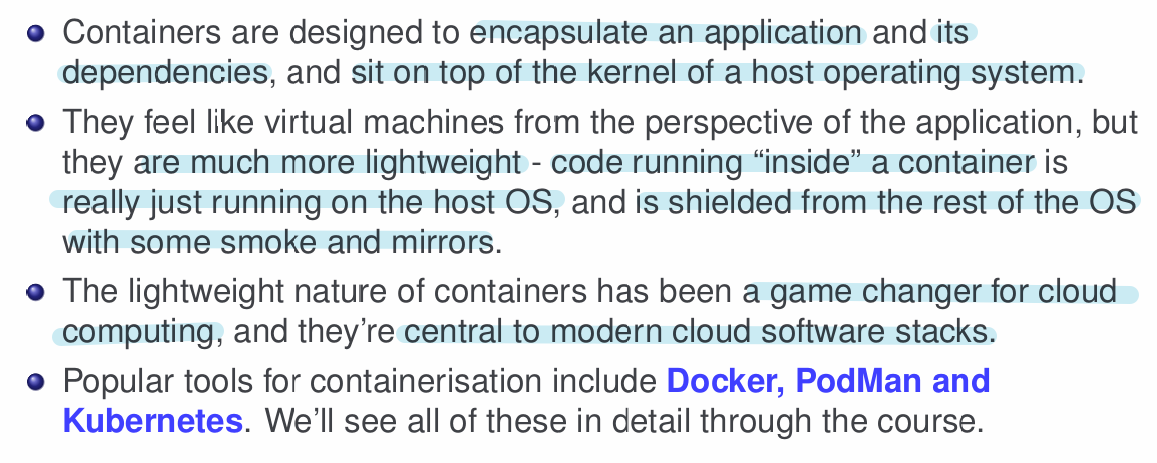 Containers are designed to encapsulate an application and its
dependencies, and sit on top of the kernel of a host operating system.
They feel like virtual machines from the perspective of the application, but
they are much more lightweight - code running “inside” a container is
really just running on the host OS, and is shielded from the rest of the OS
with some smoke and mirrors.
The lightweight nature of containers has been a game changer for cloud
computing, and they’re central to modern cloud software stacks.
Popular tools for containerisation include Docker, PodMan and
Kubernetes. We’ll see all of these in detail through the course.